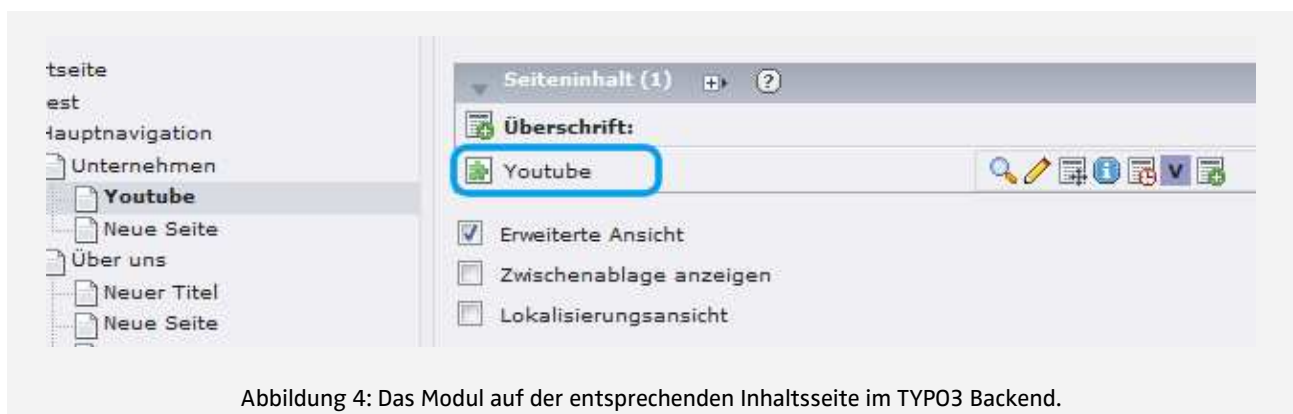 tseite
est
Hauptnavigation
Unternehmen
Youtube
Neue Seite
Über uns
Neuer Titel
Neue Seite
Seiteninhalt (1)
Überschrift:
Youtube
Erweiterte Ansicht
Zwischenablage anzeigen
Lokalisierungsansicht
Abbildung 4: Das Modul auf der entsprechenden Inhaltsseite im TYPO3 Backend.